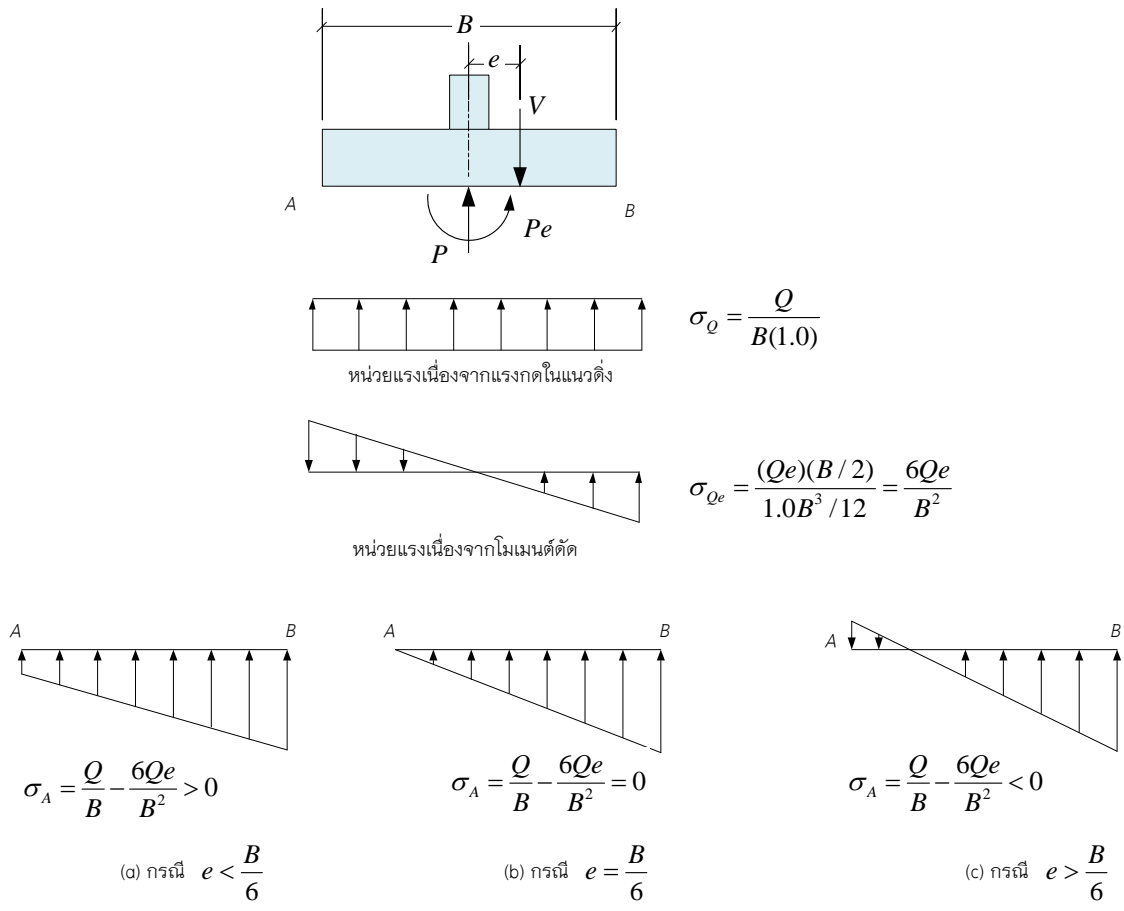 B
e
V
A
B
P
Pe
σ_Q = Q / B(1.0)
หน่วยแรงเนื่องจากแรงกดในแนวดิ่ง
σ_Qe = (Qe)(B / 2) / 1.0B³ /12 = 6Qe / B²
หน่วยแรงเนื่องจากโมเมนต์ดัด
A B A B A B
σ_A = Q/B − 6Qe/B² > 0
σ_A = Q/B − 6Qe/B² = 0
σ_A = Q/B − 6Qe/B² < 0
(a) กรณี e < B/6
(b) กรณี e = B/6
(c) กรณี e > B/6